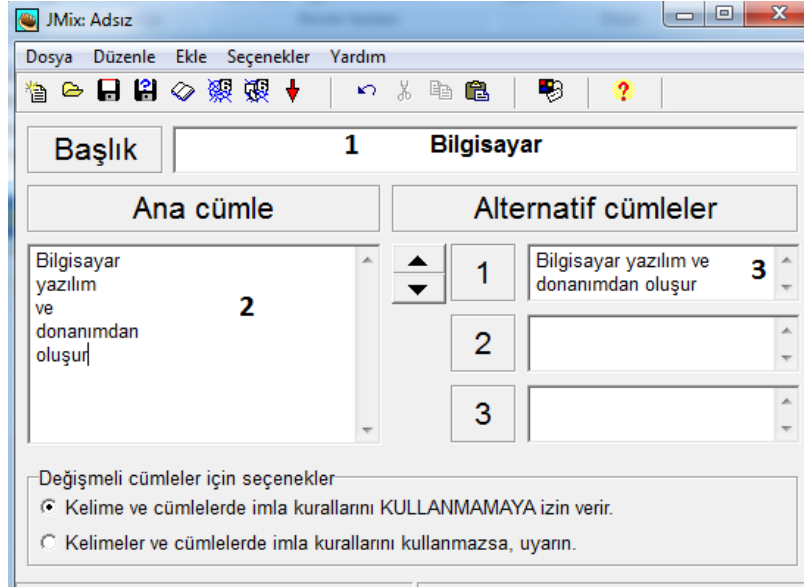 JMix: Adsız
Dosya Düzenle Ekle Seçenekler Yardım
Başlık
1 Bilgisayar
Ana cümle
Alternatif cümleler
Bilgisayar
yazılım
ve
donanımdan
oluşur
2
1
Bilgisayar yazılım ve
donanımdan oluşur
3
2
3
Değişmeli cümleler için seçenekler
Kelime ve cümlelerde imla kurallarını KULLANMAMAYA izin verir.
Kelimeler ve cümlelerde imla kurallarını kullanmazsa, uyarın.